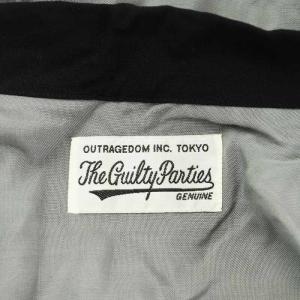 OUTRAGEDOM INC. TOKYO
The Guilty Parties
GENUINE